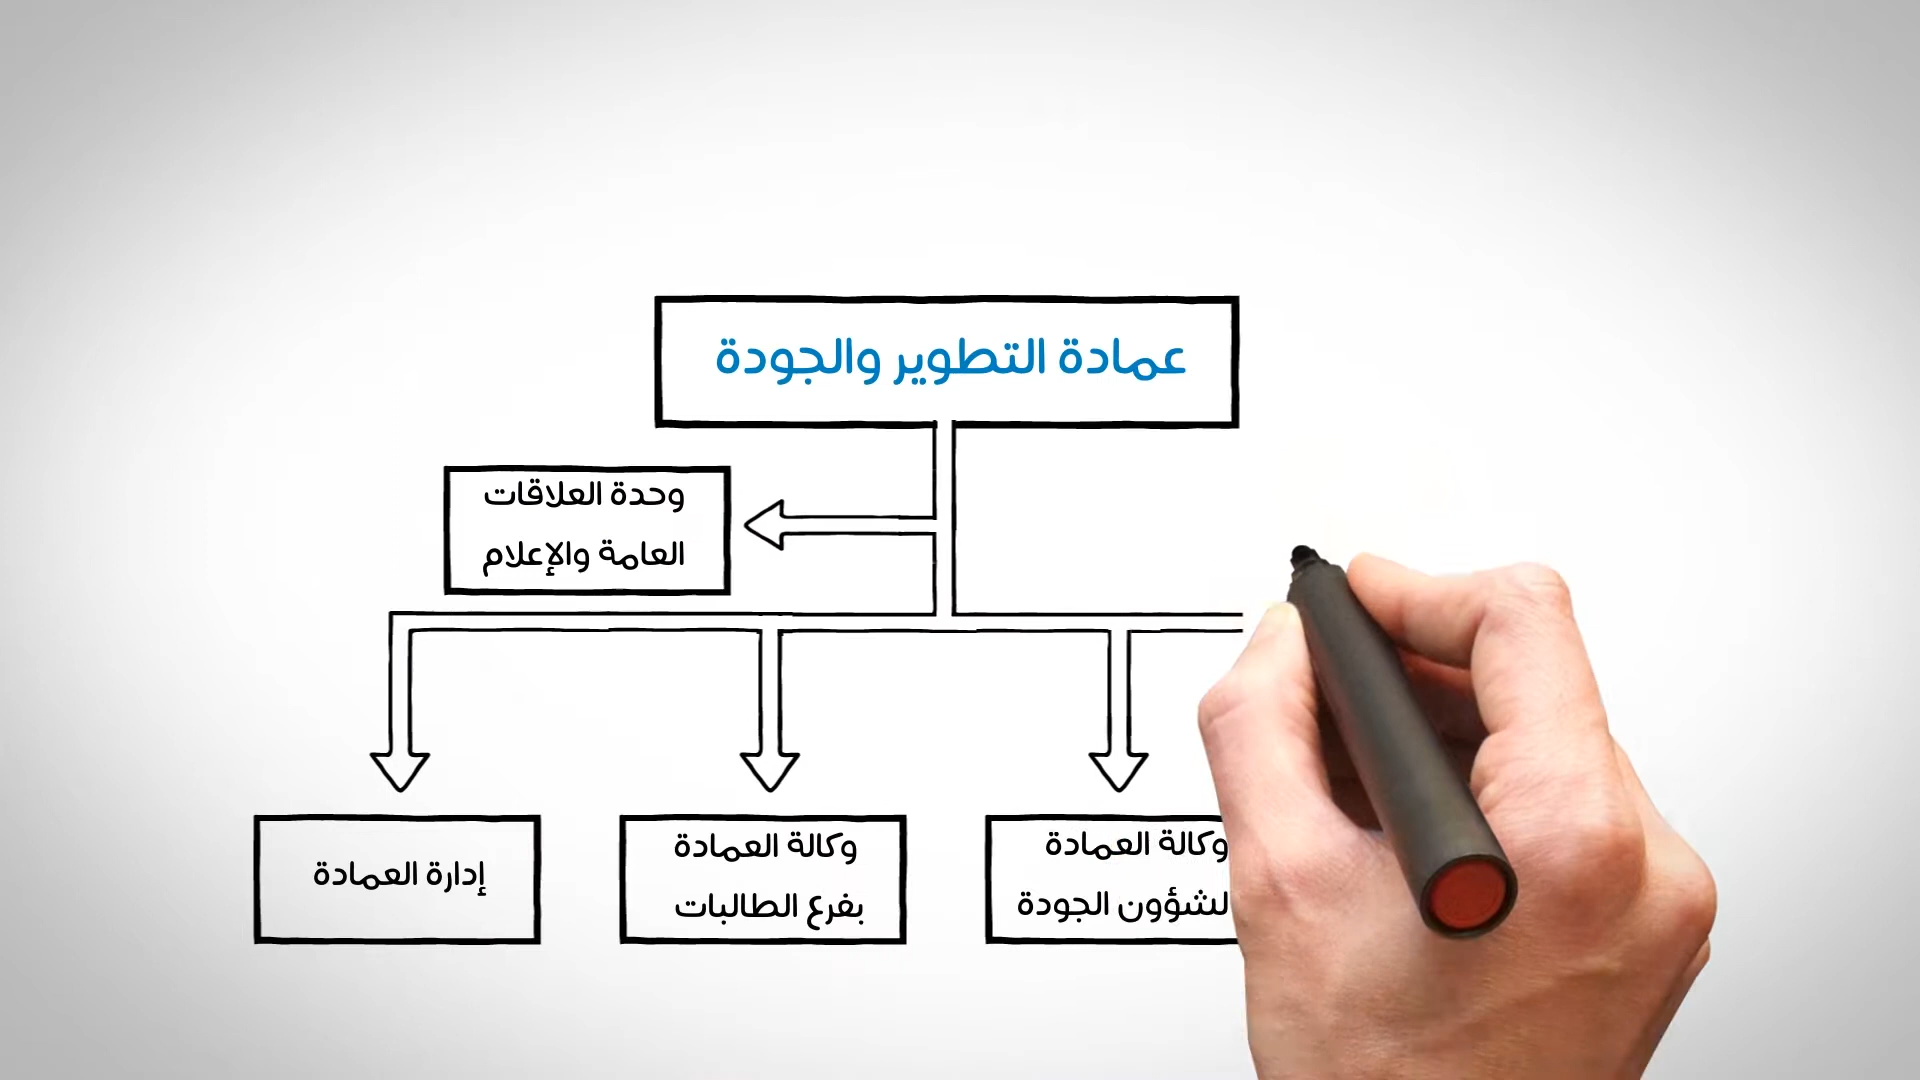 عمادة التطوير والجودة
وحدة العلاقات
العامة والإعلام
وكالة العمادة
لشؤون الجودة
وكالة العمادة
بفرع الطالبات
إدارة العمادة